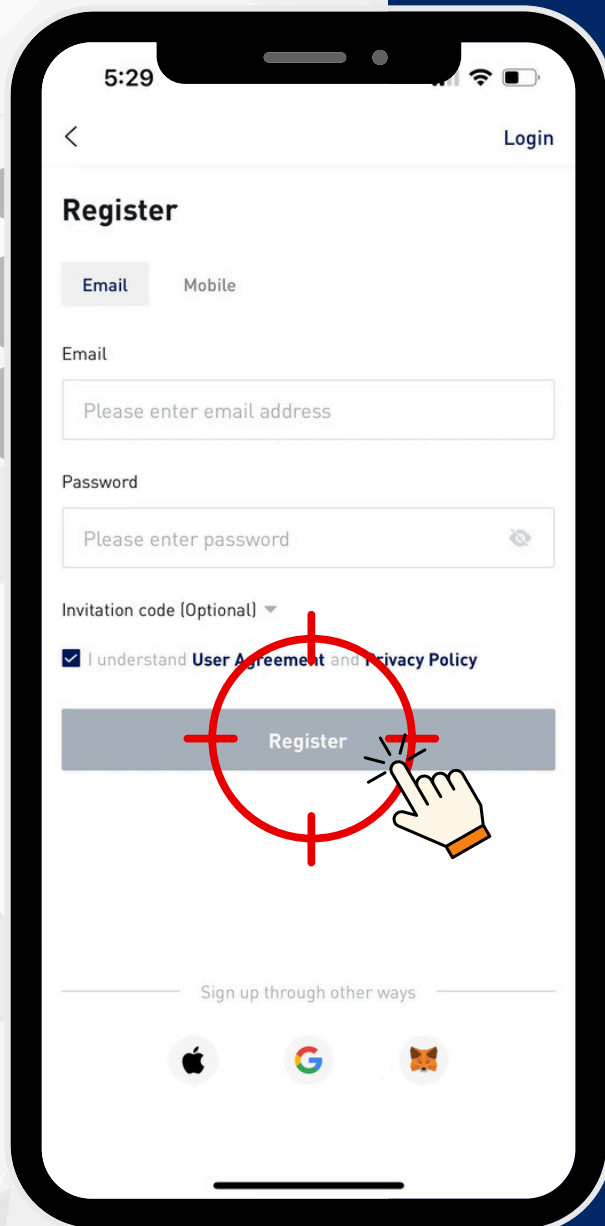 5:29
Login
Register
Email Mobile
Email
Please enter email address
Password
Please enter password
Invitation code (Optional)
I understand User Agreement and Privacy Policy
Register
Sign up through other ways